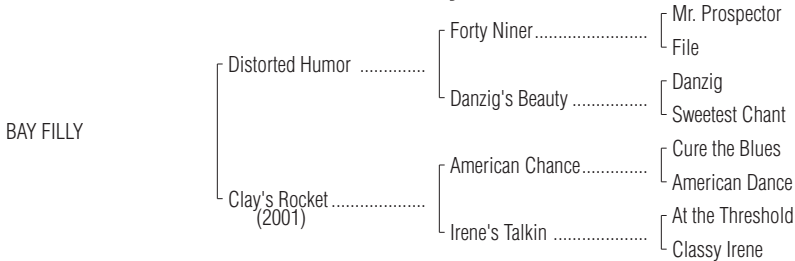 Mr. Prospector
Forty Niner.......................
File
Distorted Humor ..............
Danzig
Danzig's Beauty ................
Sweetest Chant
BAY FILLY
Cure the Blues
American Chance..............
American Dance
Clay's Rocket....................
(2001)
At the Threshold
Irene's Talkin ....................
Classy Irene